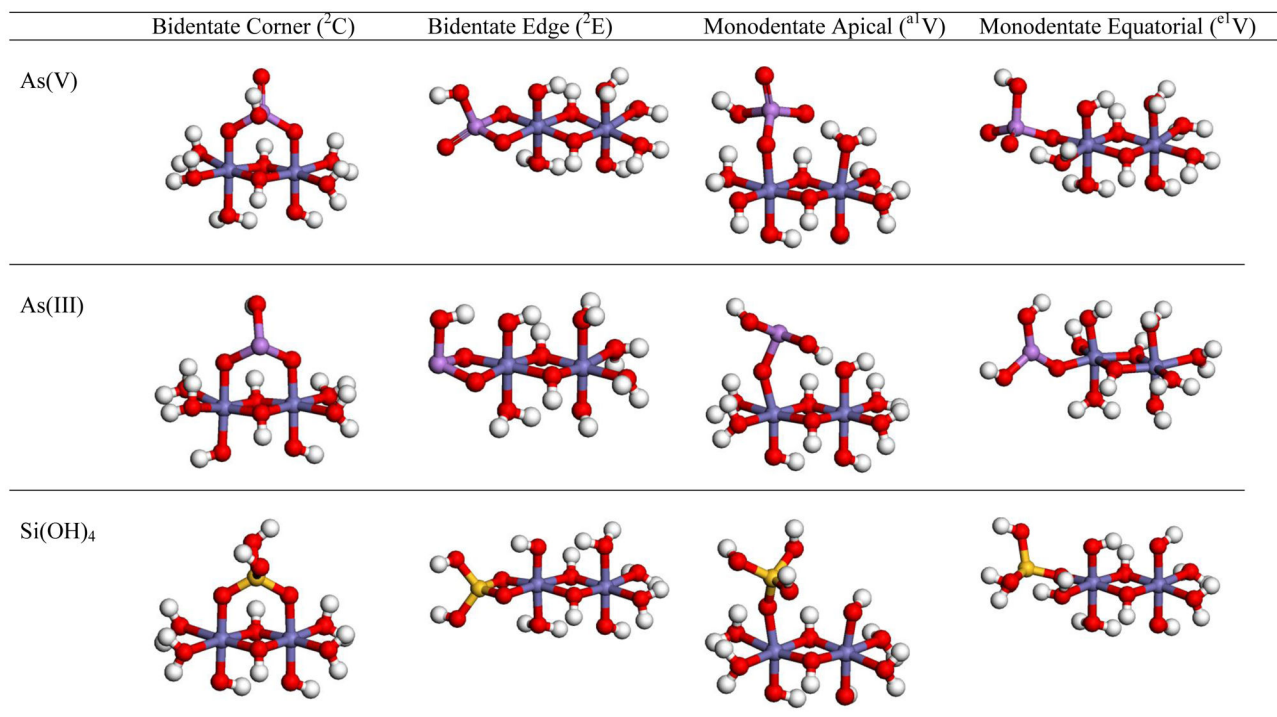 Bidentate Corner (²C) Bidentate Edge (²E) Monodentate Apical (ᵃ¹V) Monodentate Equatorial (ᵉ¹V)
As(V)
As(III)
Si(OH)₄